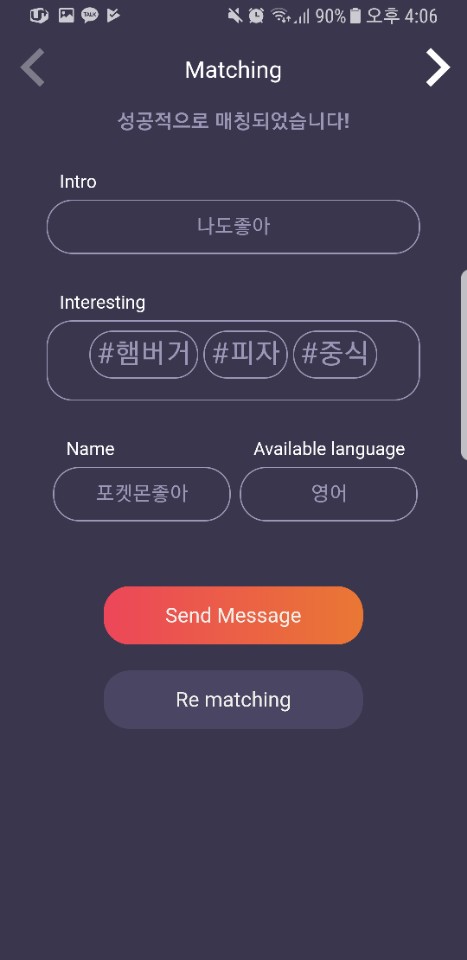 TALK 90% 오후 4:06
Matching
성공적으로 매칭되었습니다!
Intro
나도좋아
Interesting
#햄버거 #피자 #중식
Name Available language
포켓몬좋아 영어
Send Message
Re matching